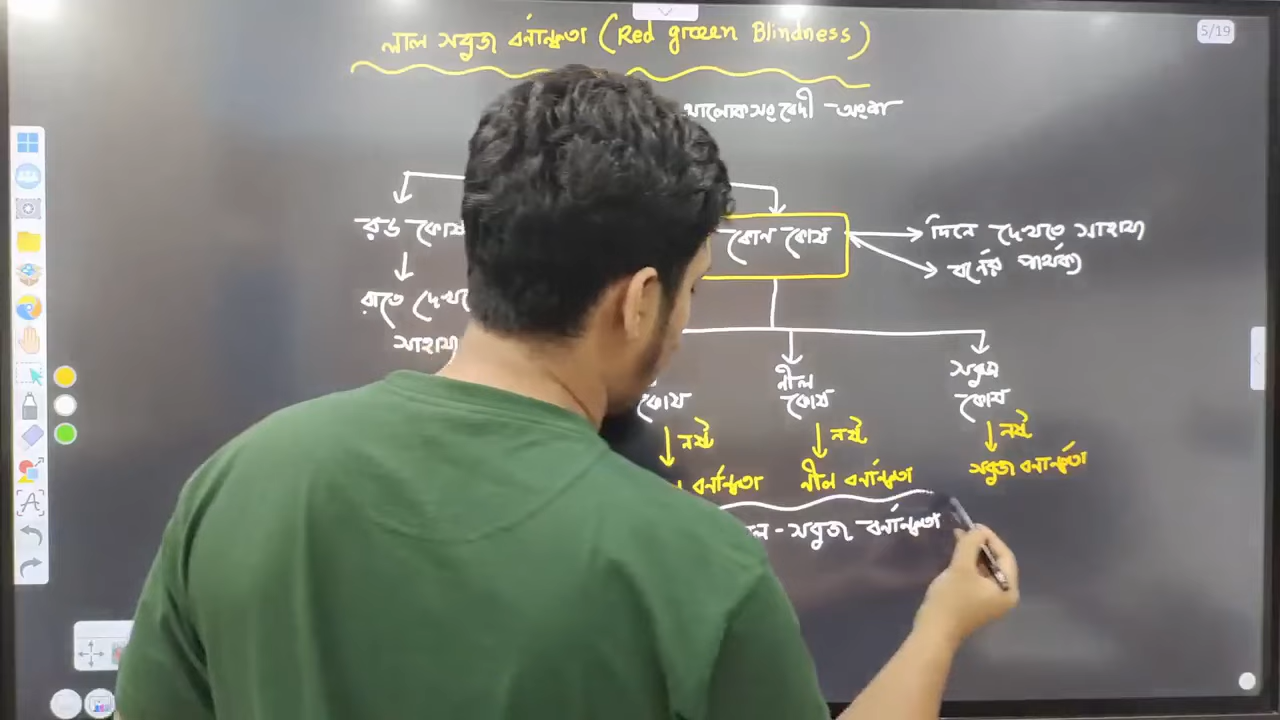 লাল সবুজ বর্ণান্ধতা (Red green Blindness)
5/19
আলোকসংবেদী অংশ
রড কোষ
কোন কোষ
দিনে দেখতে সাহায্য
বর্ণের পার্থক্য
রাতে দেখতে
সাহায্য
কোষ
নীল
কোষ
সবুজ
কোষ
নষ্ট
নষ্ট
নষ্ট
বর্ণান্ধতা
নীল বর্ণান্ধতা
সবুজ বর্ণান্ধতা
লাল - সবুজ বর্ণান্ধতা